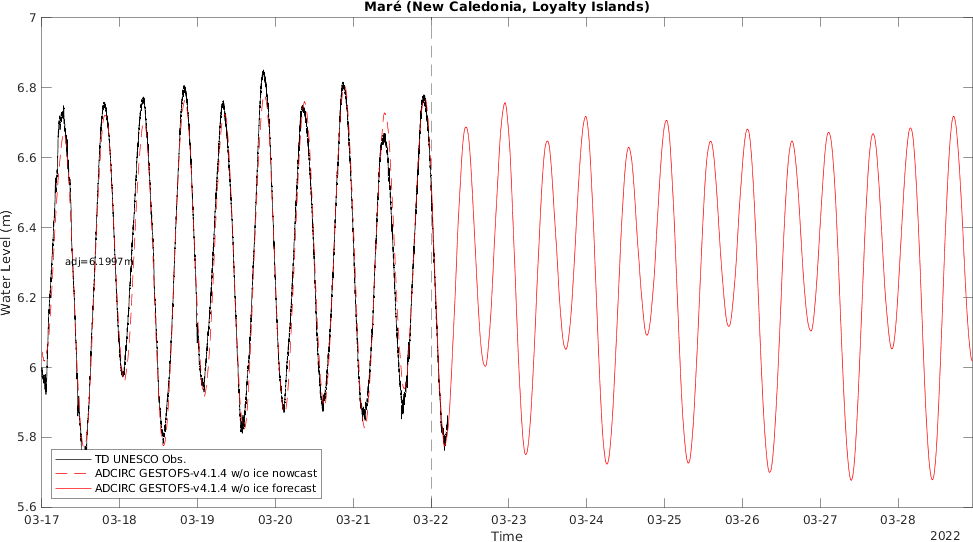 Maré (New Caledonia, Loyalty Islands)
Water Level (m)
7
6.8
6.6
6.4
6.2
6
5.8
5.6
adj=6.1997m
TD UNESCO Obs.
ADCIRC GESTOFS-v4.1.4 w/o ice nowcast
ADCIRC GESTOFS-v4.1.4 w/o ice forecast
03-17 03-18 03-19 03-20 03-21 03-22 03-23 03-24 03-25 03-26 03-27 03-28
Time
2022